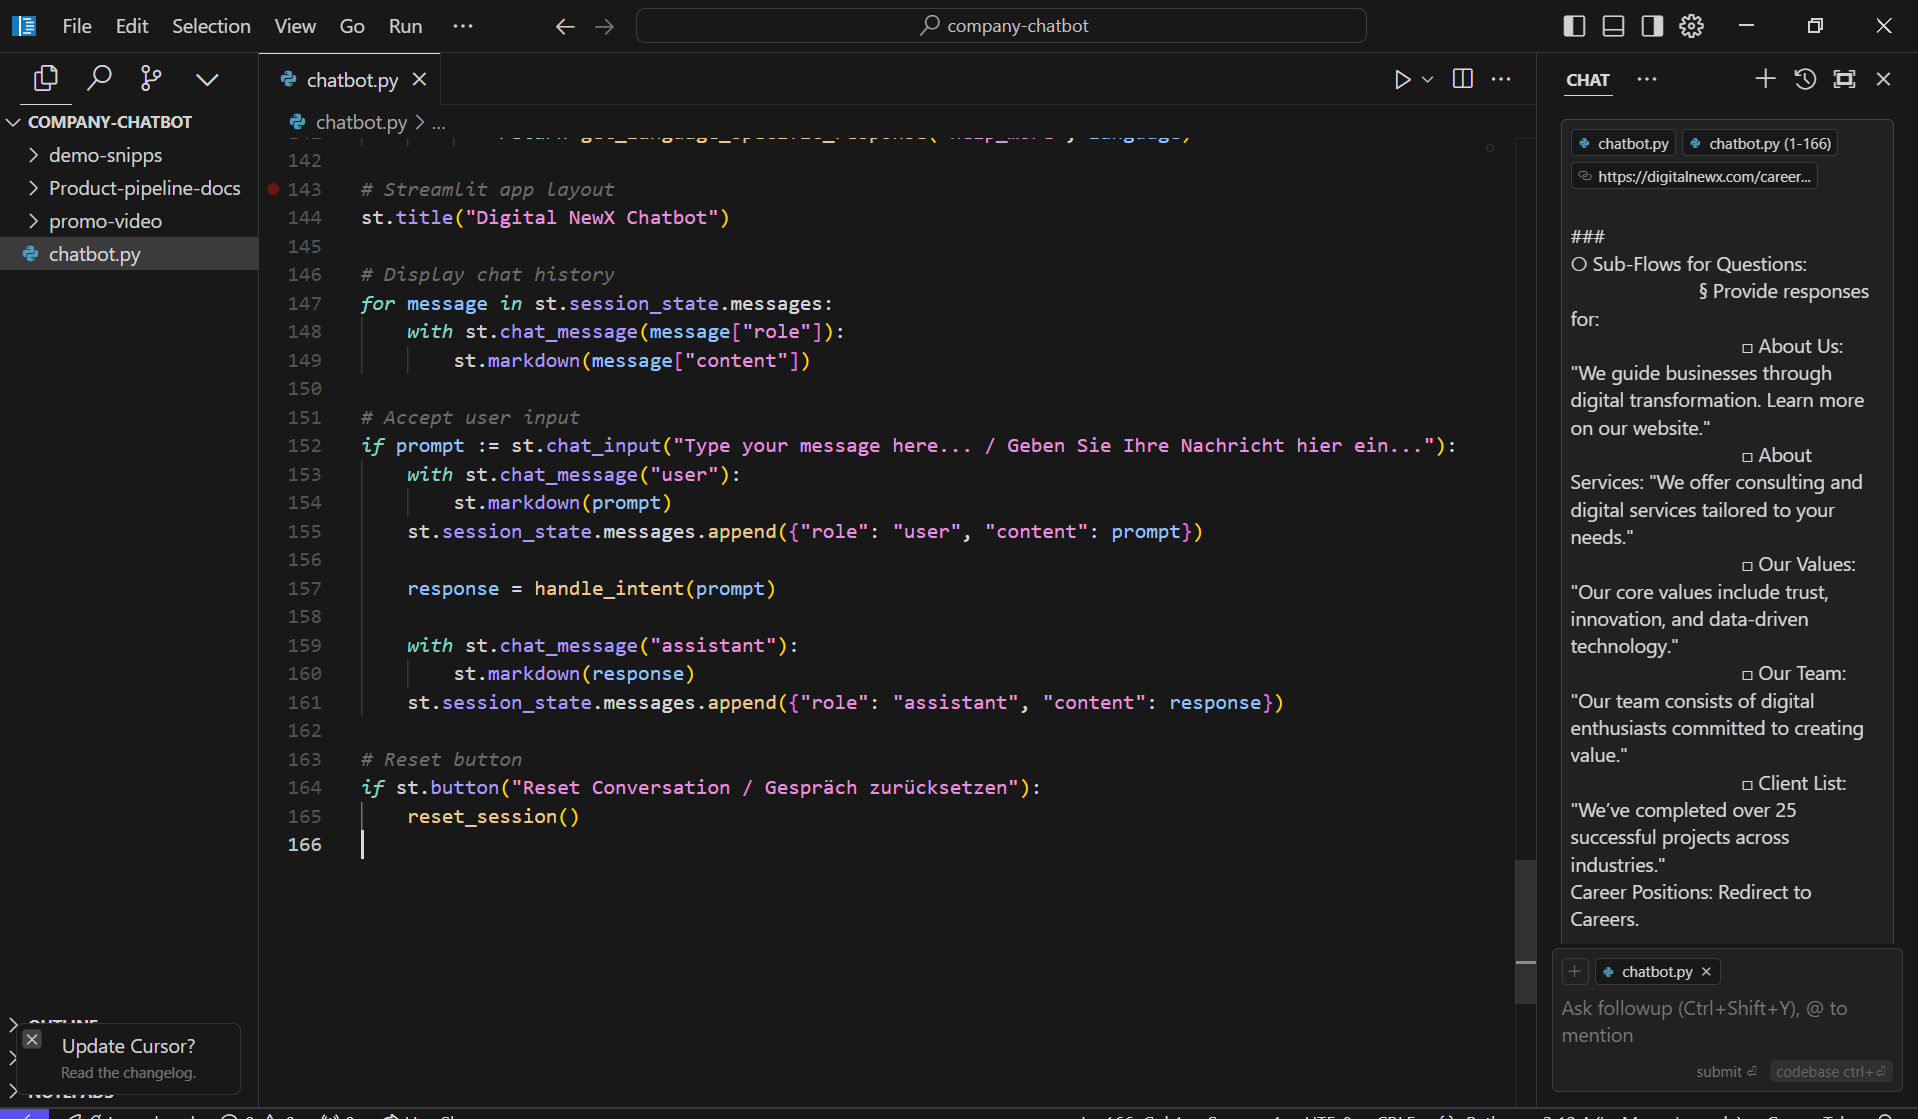 File Edit Selection View Go Run ...
company-chatbot
COMPANY-CHATBOT
demo-snipps
Product-pipeline-docs
promo-video
chatbot.py
Update Cursor?
Read the changelog.
chatbot.py
chatbot.py > ...
142
143 # Streamlit app layout
144 st.title("Digital NewX Chatbot")
145
146 # Display chat history
147 for message in st.session_state.messages:
148 with st.chat_message(message["role"]):
149 st.markdown(message["content"])
150
151 # Accept user input
152 if prompt := st.chat_input("Type your message here... / Geben Sie Ihre Nachricht hier ein..."):
153 with st.chat_message("user"):
154 st.markdown(prompt)
155 st.session_state.messages.append({"role": "user", "content": prompt})
156
157 response = handle_intent(prompt)
158
159 with st.chat_message("assistant"):
160 st.markdown(response)
161 st.session_state.messages.append({"role": "assistant", "content": response})
162
163 # Reset button
164 if st.button("Reset Conversation / Gespräch zurücksetzen"):
165 reset_session()
166
CHAT
chatbot.py chatbot.py (1-166)
https://digitalnewx.com/career...
###
O Sub-Flows for Questions:
§ Provide responses
for:
□ About Us:
"We guide businesses through
digital transformation. Learn more
on our website."
□ About
Services: "We offer consulting and
digital services tailored to your
needs."
□ Our Values:
"Our core values include trust,
innovation, and data-driven
technology."
□ Our Team:
"Our team consists of digital
enthusiasts committed to creating
value."
□ Client List:
"We’ve completed over 25
successful projects across
industries."
Career Positions: Redirect to
Careers.
chatbot.py
Ask followup (Ctrl+Shift+Y), @ to
mention
submit ⏎ codebase ctrl+⏎